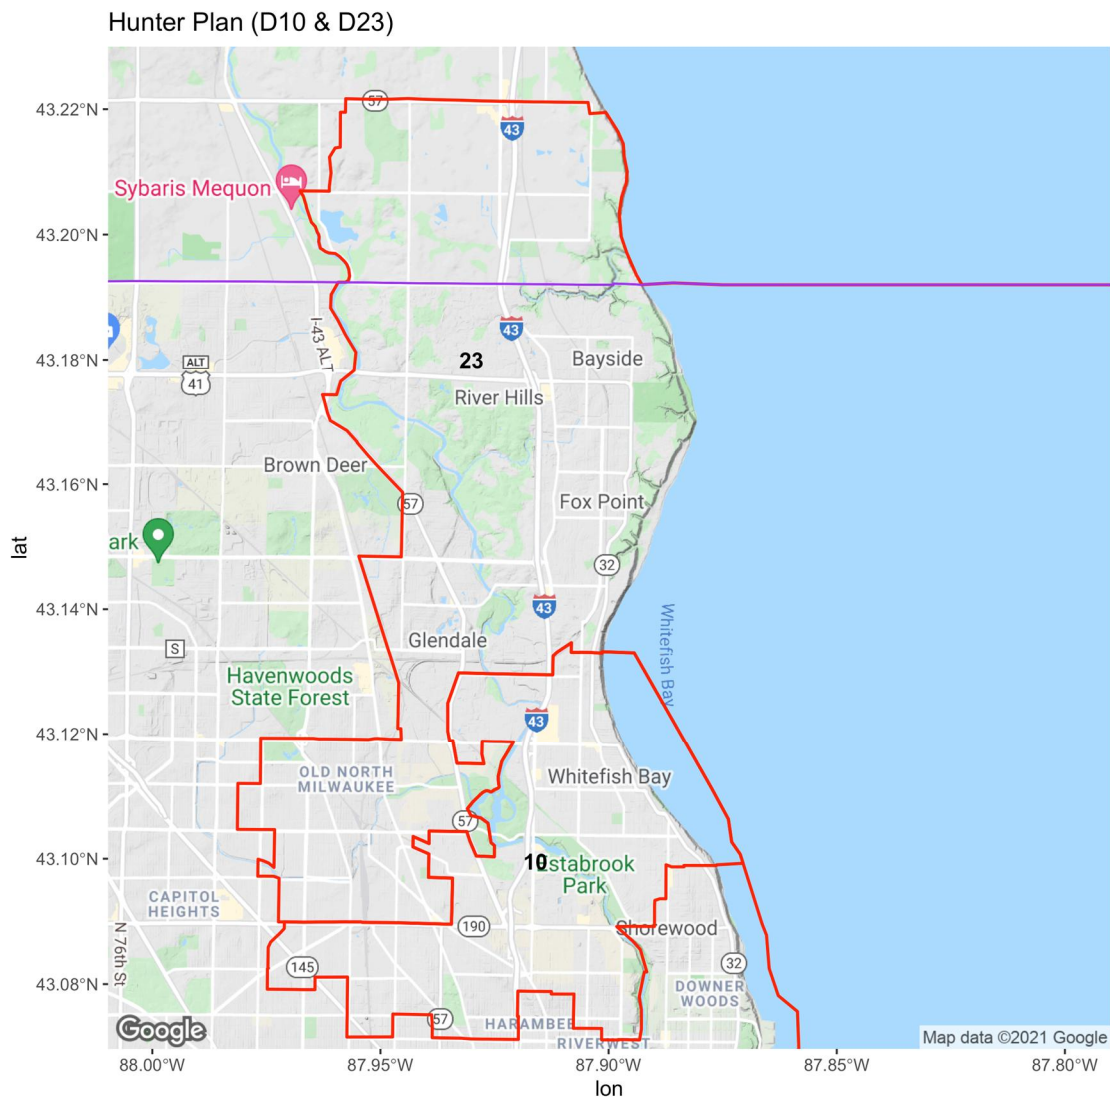 Hunter Plan (D10 & D23)
43.22°N
57
43
Sybaris Mequon
43.20°N
I-43 ALT
43
43.18°N
ALT
41
23
Bayside
River Hills
Brown Deer
43.16°N
57
Fox Point
ark
32
lat
43
43.14°N
Whitefish Bay
S
Glendale
Havenwoods
State Forest
43
43.12°N
OLD NORTH
MILWAUKEE
Whitefish Bay
57
43.10°N
10
Estabrook
Park
CAPITOL
HEIGHTS
N 76th St
190
Shorewood
145
32
43.08°N
DOWNER
WOODS
57
HARAMBEE
RIVERWEST
Google
Map data ©2021 Google
88.00°W
87.95°W
87.90°W
87.85°W
87.80°W
lon